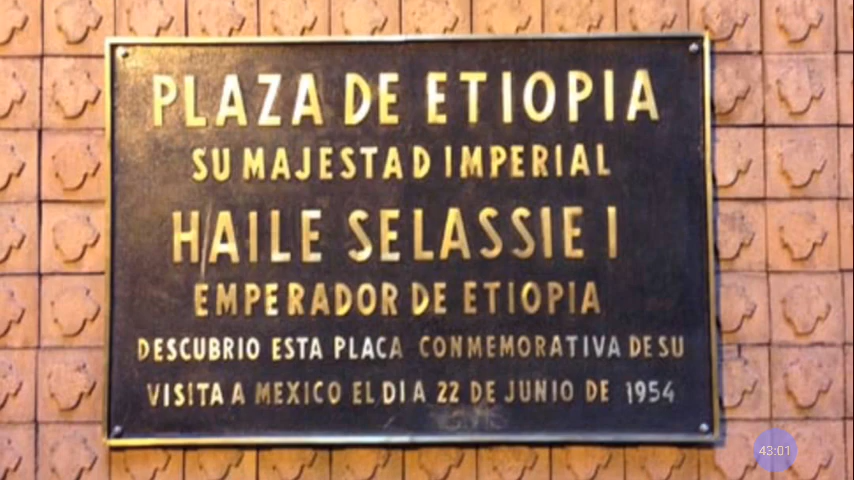 PLAZA DE ETIOPIA
SU MAJESTAD IMPERIAL
HAILE SELASSIE I
EMPERADOR DE ETIOPIA
DESCUBRIO ESTA PLACA CONMEMORATIVA DE SU
VISITA A MEXICO EL DIA 22 DE JUNIO DE 1954
43:01